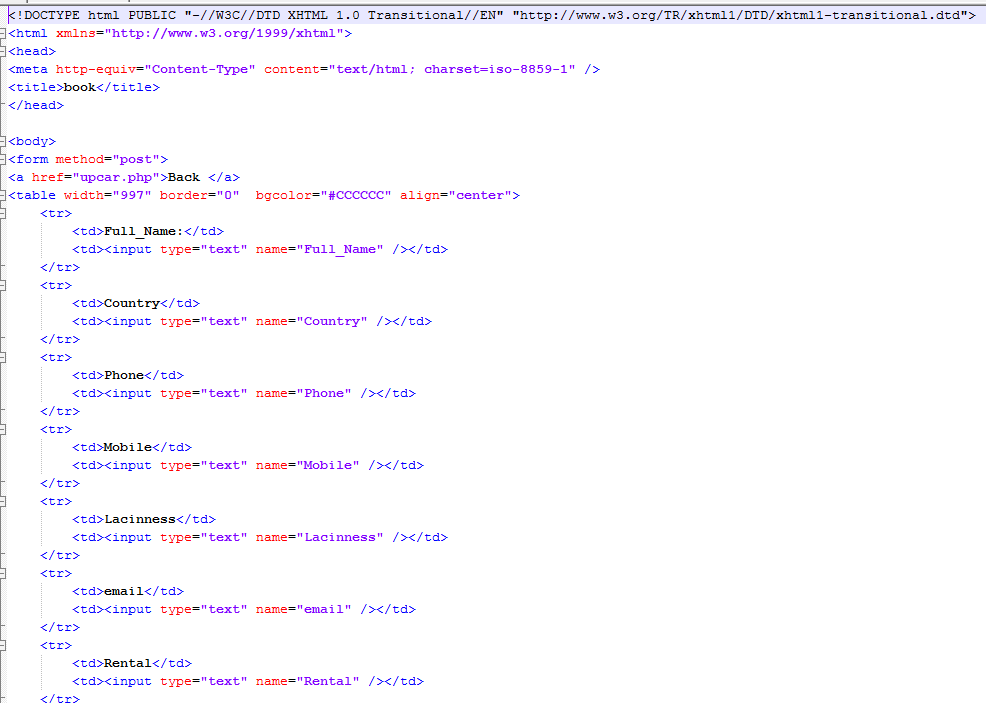 <!DOCTYPE html PUBLIC "-//W3C//DTD XHTML 1.0 Transitional//EN" "http://www.w3.org/TR/xhtml1/DTD/xhtml1-transitional.dtd">
<html xmlns="http://www.w3.org/1999/xhtml">
<head>
<meta http-equiv="Content-Type" content="text/html; charset=iso-8859-1" />
<title>book</title>
</head>

<body>
<form method="post">
<a href="upcar.php">Back </a>
<table width="997" border="0"  bgcolor="#CCCCCC" align="center">
    <tr>
        <td>Full_Name:</td>
        <td><input type="text" name="Full_Name" /></td>
    </tr>
    <tr>
        <td>Country</td>
        <td><input type="text" name="Country" /></td>
    </tr>
    <tr>
        <td>Phone</td>
        <td><input type="text" name="Phone" /></td>
    </tr>
    <tr>
        <td>Mobile</td>
        <td><input type="text" name="Mobile" /></td>
    </tr>
    <tr>
        <td>Lacinness</td>
        <td><input type="text" name="Lacinness" /></td>
    </tr>
    <tr>
        <td>email</td>
        <td><input type="text" name="email" /></td>
    </tr>
    <tr>
        <td>Rental</td>
        <td><input type="text" name="Rental" /></td>
    </tr>